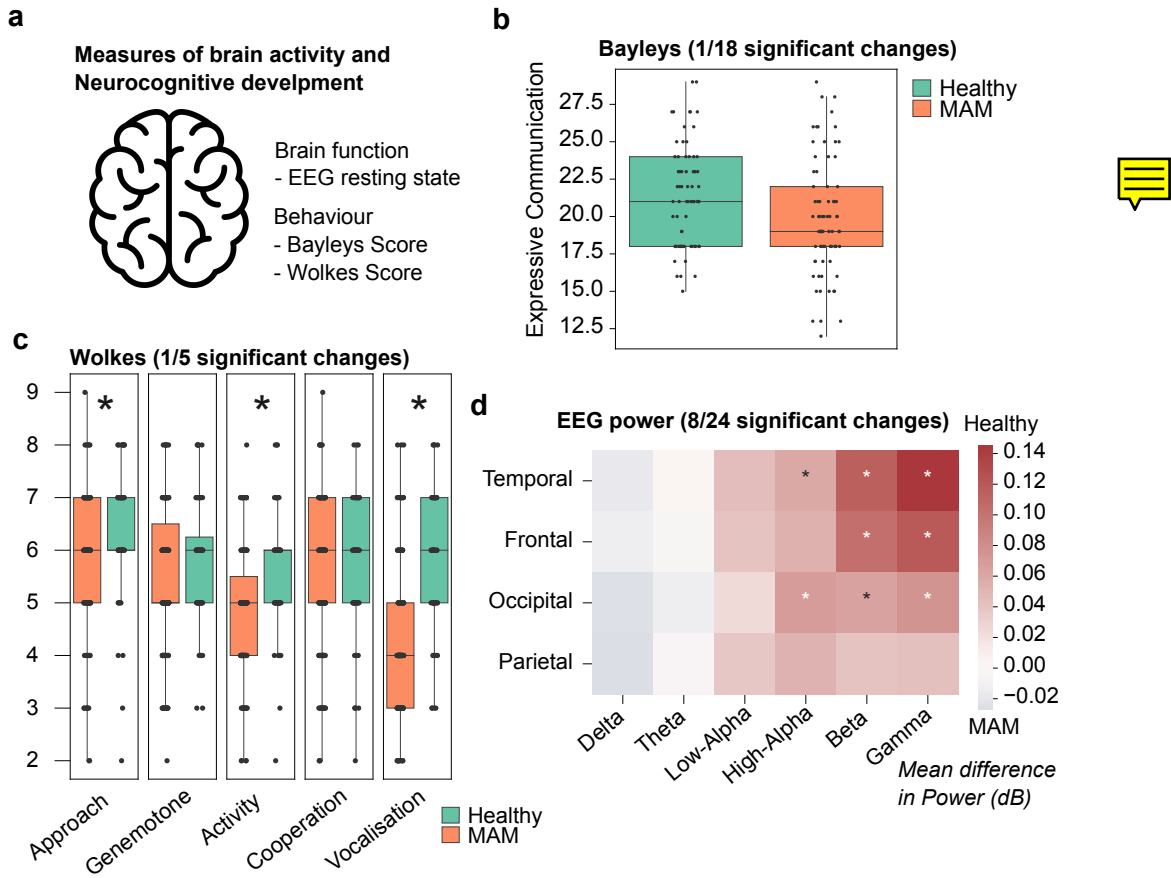 a
Measures of brain activity and
Neurocognitive develpment
Brain function
- EEG resting state
Behaviour
- Bayleys Score
- Wolkes Score
b
Bayleys (1/18 significant changes)
Expressive Communication
27.5
25.0
22.5
20.0
17.5
15.0
12.5
Healthy
MAM
c
Wolkes (1/5 significant changes)
9
8
7
6
5
4
3
2
* * *
Approach
Genemotone
Activity
Cooperation
Vocalisation
Healthy
MAM
d
EEG power (8/24 significant changes)
Temporal * * *
Frontal * *
Occipital * * *
Parietal
Delta
Theta
Low-Alpha
High-Alpha
Beta
Gamma
Healthy
0.14
0.12
0.10
0.08
0.06
0.04
0.02
0.00
−0.02
MAM
Mean difference
in Power (dB)